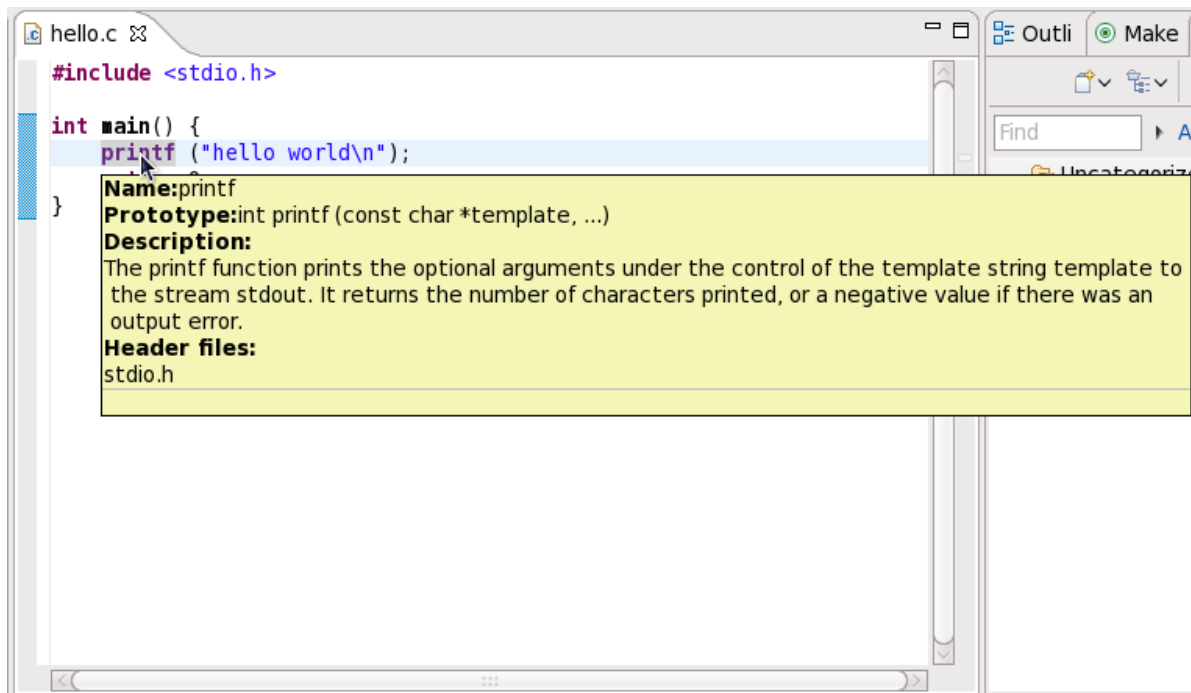 hello.c
Outli
Make
#include <stdio.h>
int main() {
printf ("hello world\n");
}
Find
Name:printf
Prototype:int printf (const char *template, ...)
Description:
The printf function prints the optional arguments under the control of the template string template to
the stream stdout. It returns the number of characters printed, or a negative value if there was an
output error.
Header files:
stdio.h